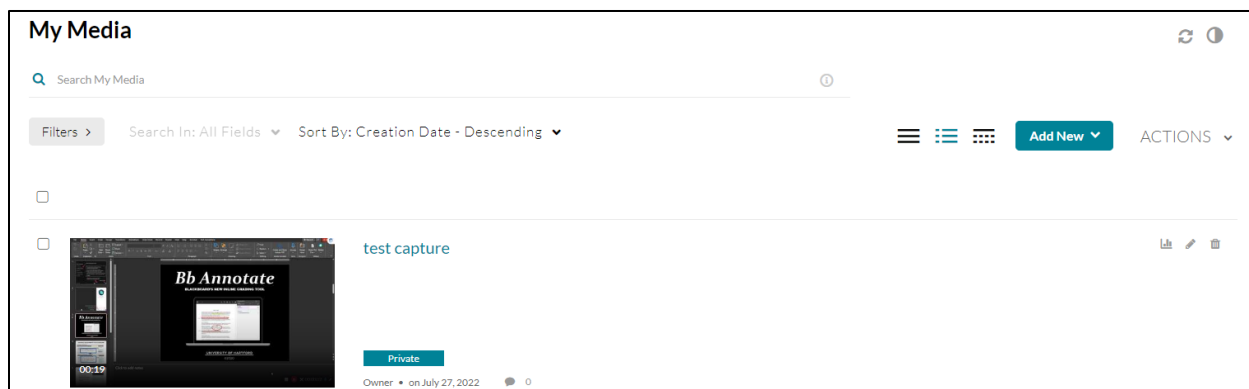 My Media
Search My Media
Filters >
Search In: All Fields
Sort By: Creation Date - Descending
Add New
ACTIONS
test capture
Bb Annotate
BLACKBOARD'S NEW INLINE GRADING TOOL
UNIVERSITY OF HARTFORD
00:19
Private
Owner • on July 27, 2022 0